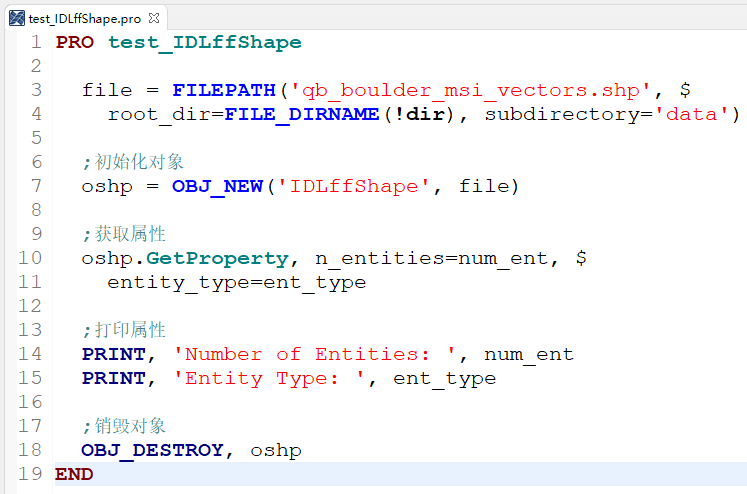 test_IDLffShape.pro
1 PRO test_IDLffShape
2
3 file = FILEPATH('qb_boulder_msi_vectors.shp', $
4 root_dir=FILE_DIRNAME(!dir), subdirectory='data')
5
6 ;初始化对象
7 oshp = OBJ_NEW('IDLffShape', file)
8
9 ;获取属性
10 oshp.GetProperty, n_entities=num_ent, $
11 entity_type=ent_type
12
13 ;打印属性
14 PRINT, 'Number of Entities: ', num_ent
15 PRINT, 'Entity Type: ', ent_type
16
17 ;销毁对象
18 OBJ_DESTROY, oshp
19 END